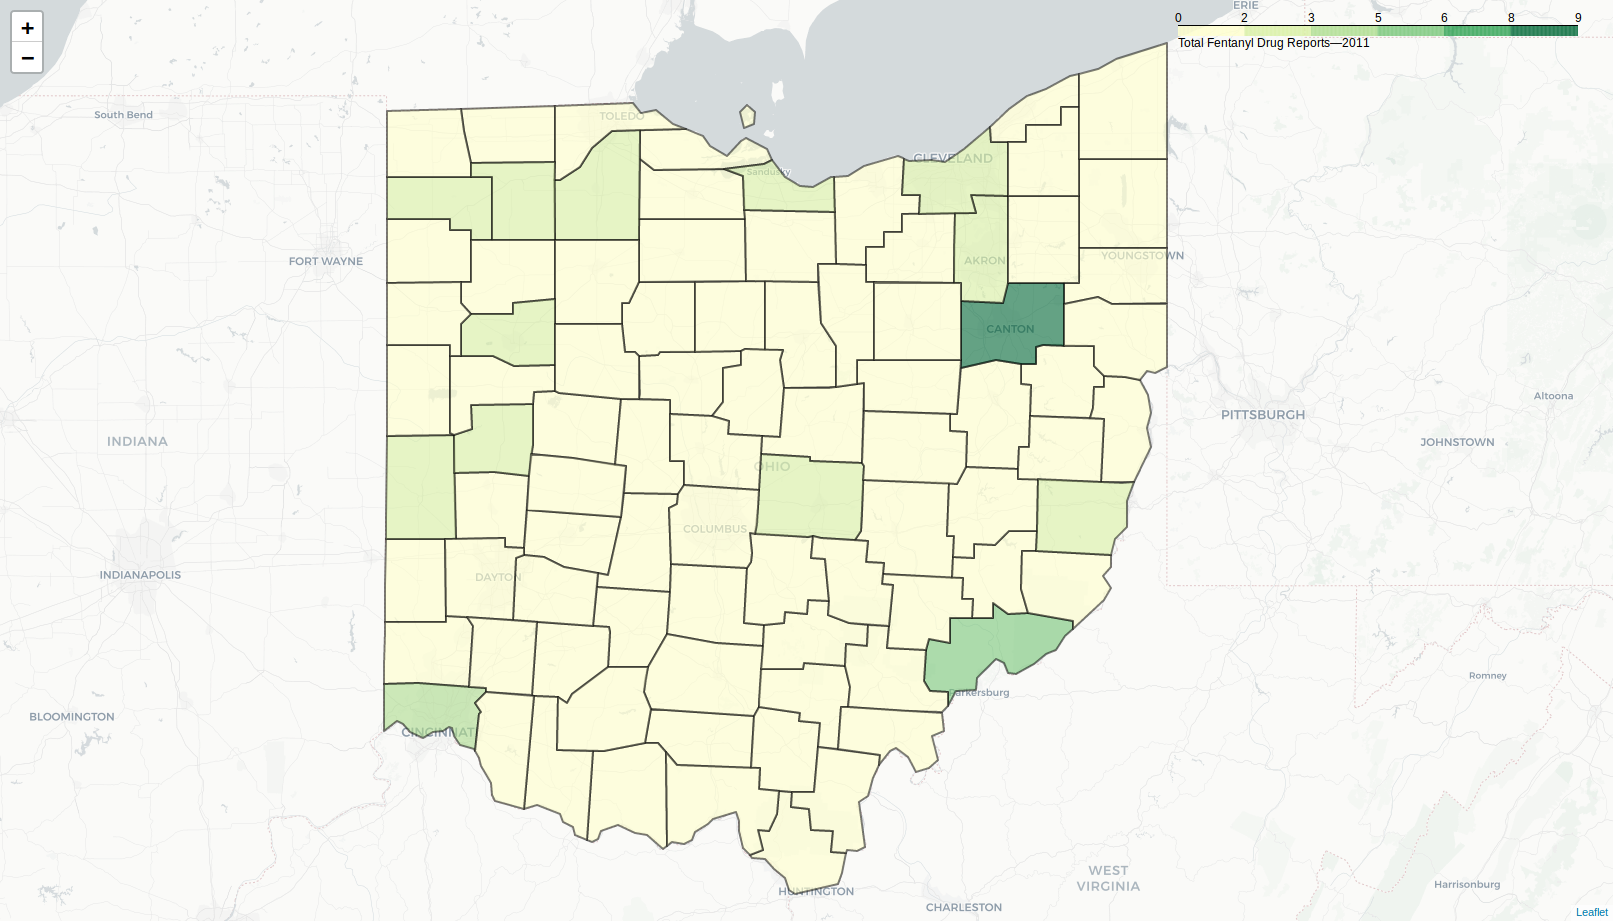 +
−
ERIE
0 2 3 5 6 8 9
Total Fentanyl Drug Reports—2011
South Bend
TOLEDO
CLEVELAND
Sandusky
FORT WAYNE
AKRON
YOUNGSTOWN
CANTON
Altoona
PITTSBURGH
INDIANA
JOHNSTOWN
OHIO
COLUMBUS
INDIANAPOLIS
DAYTON
Romney
arkersburg
BLOOMINGTON
CINCINNAT
WEST
VIRGINIA
Harrisonburg
HUNTINGTON
CHARLESTON
Leaflet